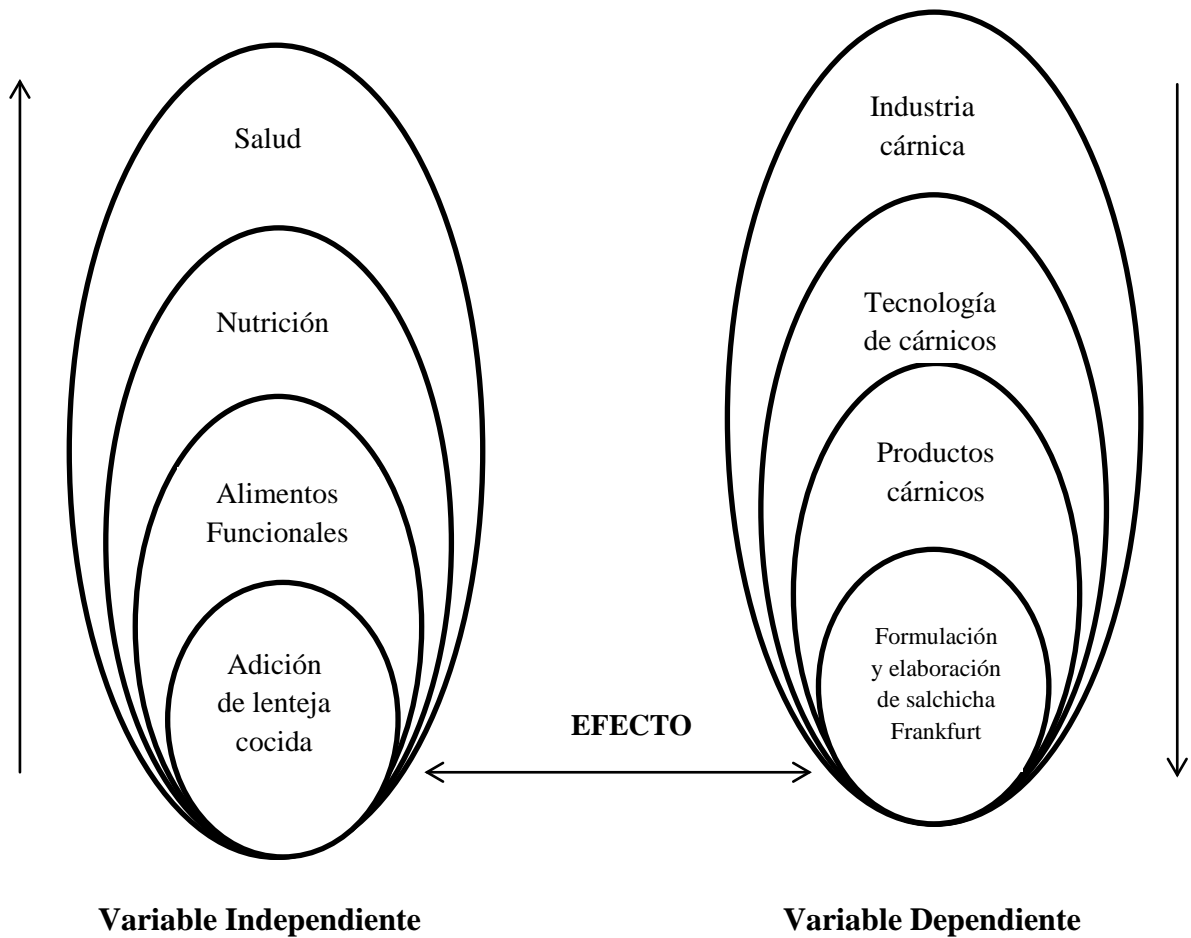 Salud
Nutrición
Alimentos
Funcionales
Adición
de lenteja
cocida
EFECTO
Industria
cárnica
Tecnología
de cárnicos
Productos
cárnicos
Formulación
y elaboración
de salchicha
Frankfurt
Variable Independiente
Variable Dependiente